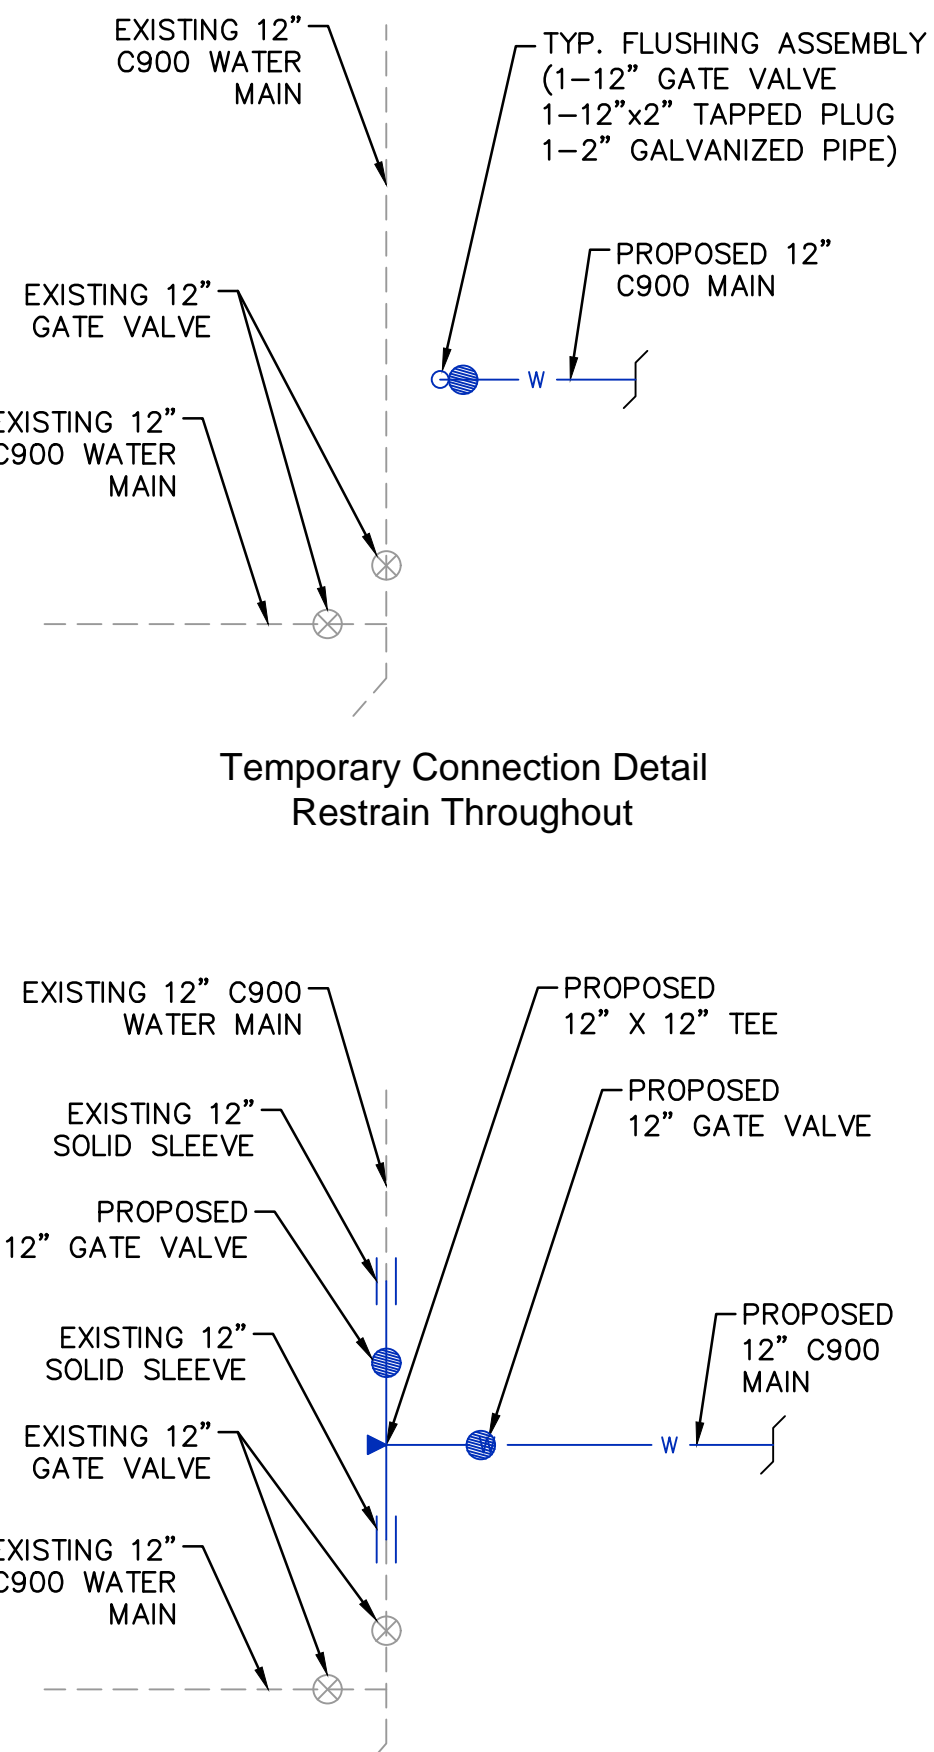 EXISTING 12"
C900 WATER
MAIN
TYP. FLUSHING ASSEMBLY
(1-12" GATE VALVE
1-12"x2" TAPPED PLUG
1-2" GALVANIZED PIPE)
PROPOSED 12"
C900 MAIN
EXISTING 12"
GATE VALVE
W
EXISTING 12"
C900 WATER
MAIN
Temporary Connection Detail
Restrain Throughout
EXISTING 12" C900
WATER MAIN
PROPOSED
12" X 12" TEE
PROPOSED
12" GATE VALVE
EXISTING 12"
SOLID SLEEVE
PROPOSED
12" GATE VALVE
EXISTING 12"
SOLID SLEEVE
PROPOSED
12" C900
MAIN
EXISTING 12"
GATE VALVE
W
W
EXISTING 12"
C900 WATER
MAIN